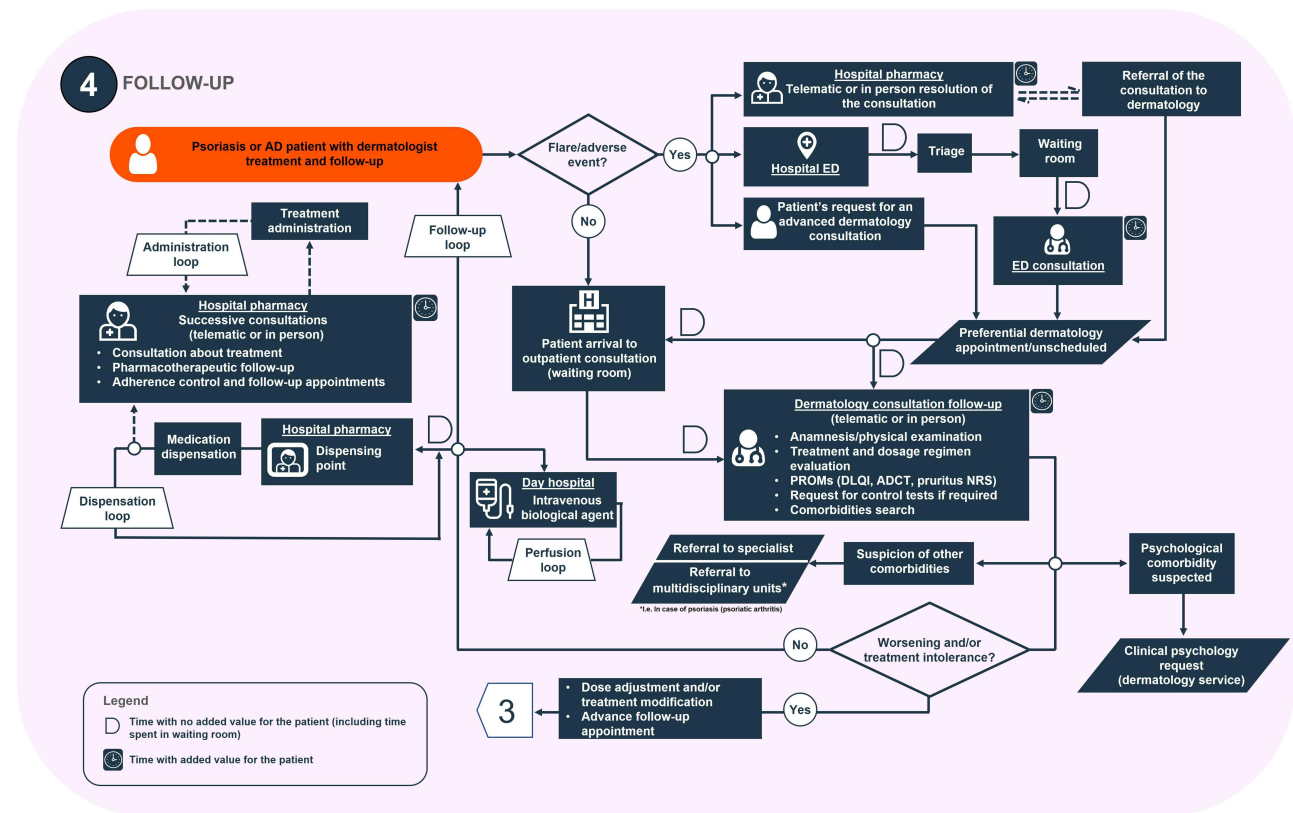 4
FOLLOW-UP
Psoriasis or AD patient with dermatologist
treatment and follow-up
Flare/adverse
event?
Yes
No
Hospital pharmacy
Telematic or in person resolution of
the consultation
Referral of the
consultation to
dermatology
Hospital ED
Triage
Waiting
room
Patient's request for an
advanced dermatology
consultation
ED consultation
Treatment
administration
Administration
loop
Follow-up
loop
Hospital pharmacy
Successive consultations
(telematic or in person)
• Consultation about treatment
• Pharmacotherapeutic follow-up
• Adherence control and follow-up appointments
H
Patient arrival to
outpatient consultation
(waiting room)
Preferential dermatology
appointment/unscheduled
Dermatology consultation follow-up
(telematic or in person)
• Anamnesis/physical examination
• Treatment and dosage regimen
evaluation
• PROMs (DLQI, ADCT, pruritus NRS)
• Request for control tests if required
• Comorbidities search
Medication
dispensation
Hospital pharmacy
Dispensing
point
Dispensation
loop
Day hospital
Intravenous
biological agent
Perfusion
loop
Referral to specialist
Referral to
multidisciplinary units*
*I.e. In case of psoriasis (psoriatic arthritis)
Suspicion of other
comorbidities
Psychological
comorbidity
suspected
No
Worsening and/or
treatment intolerance?
Clinical psychology
request
(dermatology service)
3
• Dose adjustment and/or
treatment modification
• Advance follow-up
appointment
Yes
Legend
D Time with no added value for the patient (including time
spent in waiting room)
Time with added value for the patient